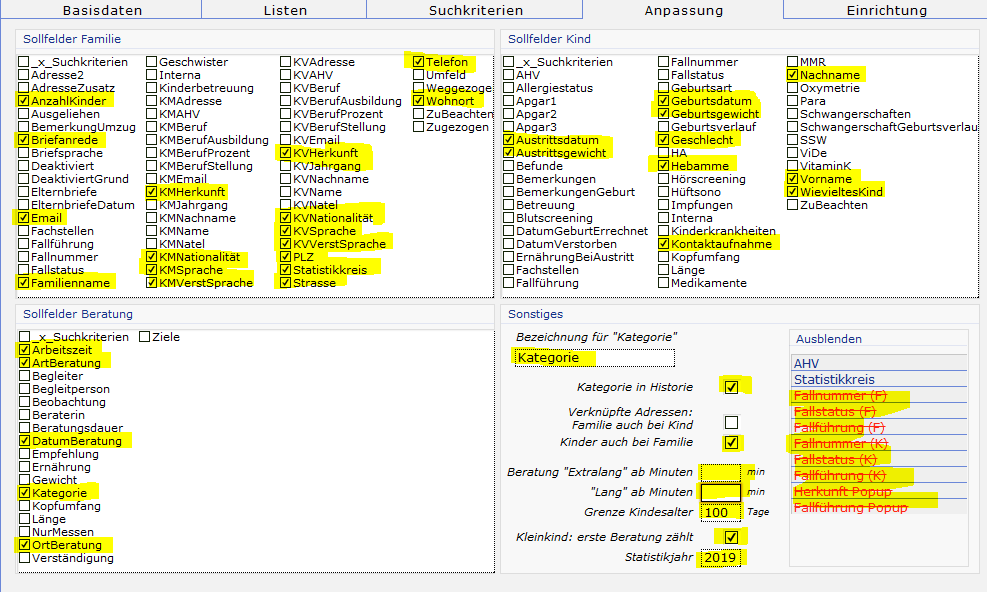 Basisdaten
Listen
Suchkriterien
Anpassung
Einrichtung
Sollfelder Familie
_x_Suchkriterien
Adresse2
AdresseZusatz
AnzahlKinder
Ausgeliehen
BemerkungUmzug
Briefanrede
Briefsprache
Deaktiviert
DeaktiviertGrund
Elternbriefe
ElternbriefeDatum
Email
Fachstellen
Fallführung
Fallnummer
Fallstatus
Familienname
Geschwister
Interna
Kinderbetreuung
KMAdresse
KMAHV
KMBeruf
KMBerufAusbildung
KMBerufProzent
KMBerufStellung
KMEmail
KMHerkunft
KMJahrgang
KMNachname
KMName
KMNatel
KMNationalität
KMSprache
KMVerstSprache
KVAdresse
KVAHV
KVBeruf
KVBerufAusbildung
KVBerufProzent
KVBerufStellung
KVEmail
KVHerkunft
KVJahrgang
KVNachname
KVName
KVNatel
KVNationalität
KVSprache
KVVerstSprache
PLZ
Statistikkreis
Strasse
Telefon
Umfeld
Weggezoge
Wohnort
ZuBeachten
Zugezogen
Sollfelder Kind
_x_Suchkriterien
AHV
Allergiestatus
Apgar1
Apgar2
Apgar3
Austrittsdatum
Austrittsgewicht
Befunde
Bemerkungen
BemerkungenGeburt
Betreuung
Blutscreening
DatumGeburtErrechnet
DatumVerstorben
ErnährungBeiAustritt
Fachstellen
Fallführung
Fallnummer
Fallstatus
Geburtsart
Geburtsdatum
Geburtsgewicht
Geburtsverlauf
Geschlecht
HA
Hebamme
Hörscreening
Hüftsono
Impfungen
Interna
Kinderkrankheiten
Kontaktaufnahme
Kopfumfang
Länge
Medikamente
MMR
Nachname
Oxymetrie
Para
Schwangerschaften
SchwangerschaftGeburtsverlau
SSW
ViDe
VitaminK
Vorname
WievieltesKind
ZuBeachten
Sollfelder Beratung
_x_Suchkriterien
Arbeitszeit
ArtBeratung
Begleiter
Begleitperson
Beobachtung
Beraterin
Beratungsdauer
DatumBeratung
Empfehlung
Ernährung
Gewicht
Kategorie
Kopfumfang
Länge
NurMessen
OrtBeratung
Verständigung
Ziele
Sonstiges
Bezeichnung für "Kategorie"
Kategorie
Kategorie in Historie
Verknüpfte Adressen:
Familie auch bei Kind
Kinder auch bei Familie
Beratung "Extralang" ab Minuten min
"Lang" ab Minuten min
Grenze Kindesalter 100 Tage
Kleinkind: erste Beratung zählt
Statistikjahr 2019
Ausblenden
AHV
Statistikkreis
Fallnummer (F)
Fallstatus (F)
Fallführung (F)
Fallnummer (K)
Fallstatus (K)
Fallführung (K)
Herkunft Popup
Fallführung Popup